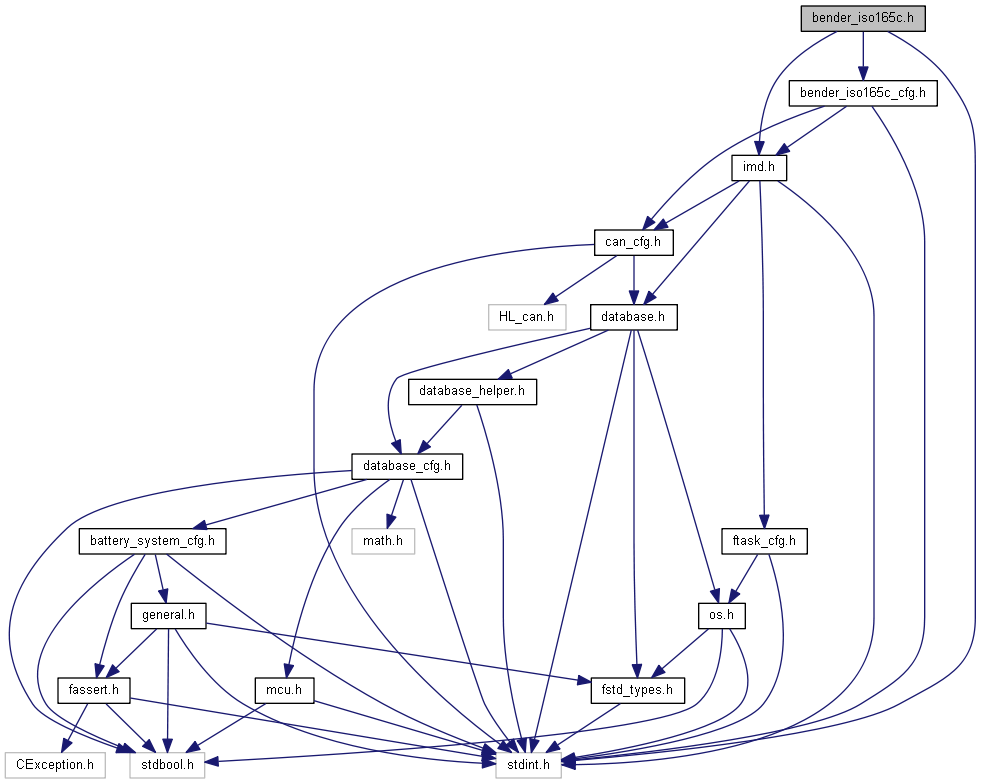 bender_iso165c.h
bender_iso165c_cfg.h
imd.h
can_cfg.h
HL_can.h
database.h
database_helper.h
database_cfg.h
battery_system_cfg.h
math.h
ftask_cfg.h
general.h
os.h
fassert.h
mcu.h
fstd_types.h
CException.h
stdbool.h
stdint.h